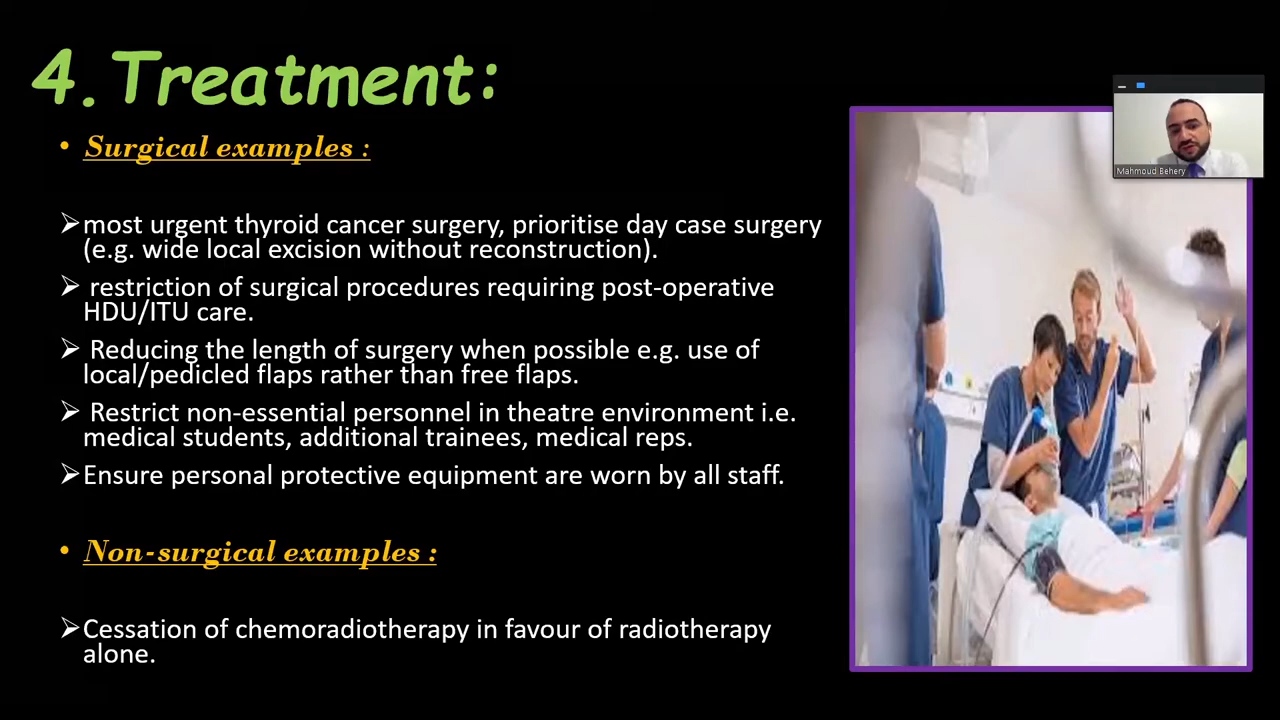 4. Treatment:
• Surgical examples :
➢most urgent thyroid cancer surgery, prioritise day case surgery
(e.g. wide local excision without reconstruction).
➢ restriction of surgical procedures requiring post-operative
HDU/ITU care.
➢ Reducing the length of surgery when possible e.g. use of
local/pedicled flaps rather than free flaps.
➢ Restrict non-essential personnel in theatre environment i.e.
medical students, additional trainees, medical reps.
➢Ensure personal protective equipment are worn by all staff.
• Non-surgical examples :
➢Cessation of chemoradiotherapy in favour of radiotherapy
alone.
Mahmoud Behery